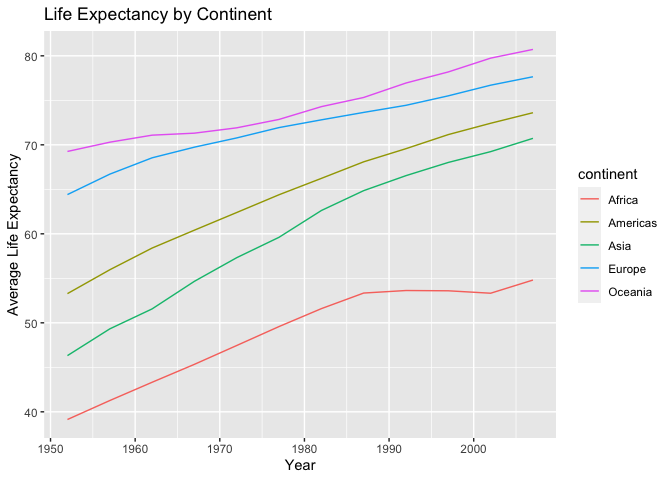 Life Expectancy by Continent
Average Life Expectancy
80
70
60
50
40
1950
1960
1970
1980
1990
2000
Year
continent
Africa
Americas
Asia
Europe
Oceania